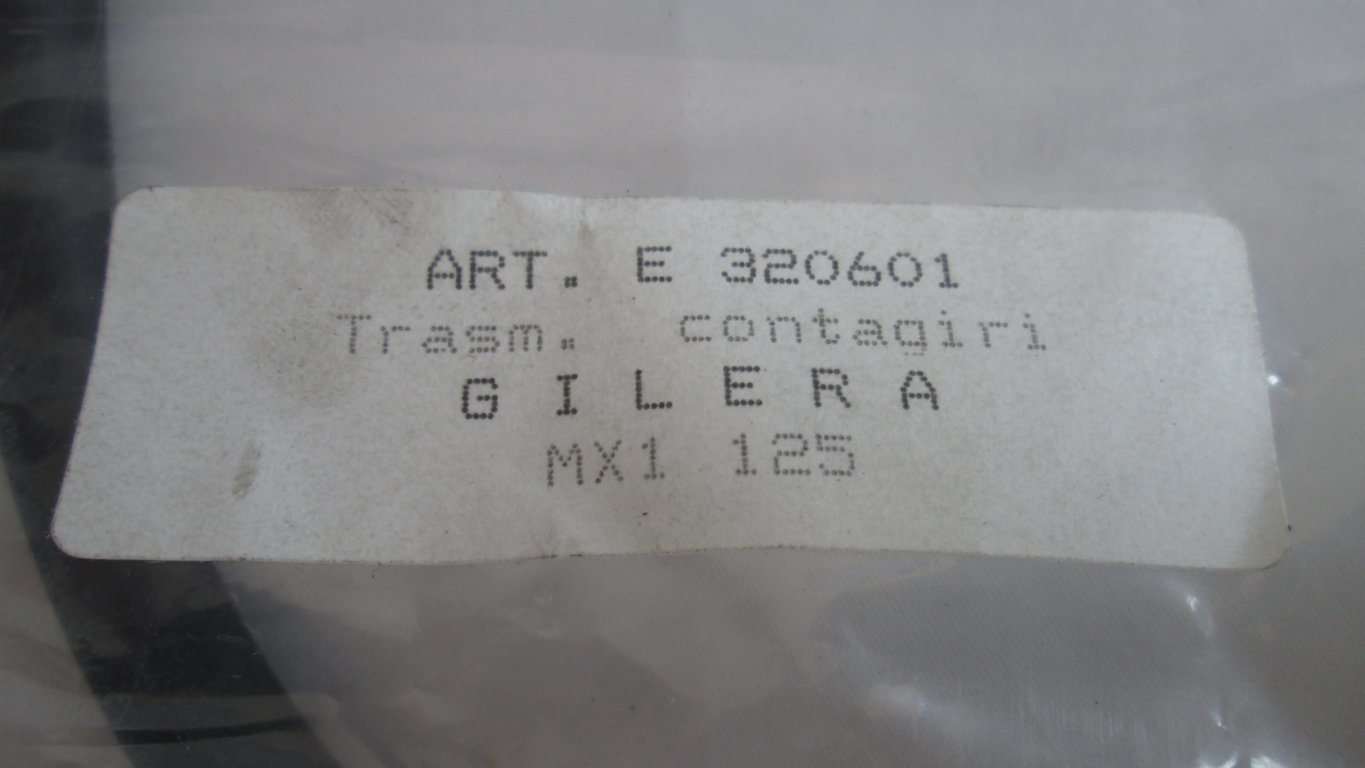 ART. E 320601
Trasm. contagiri
G I L E R A
MX1 125